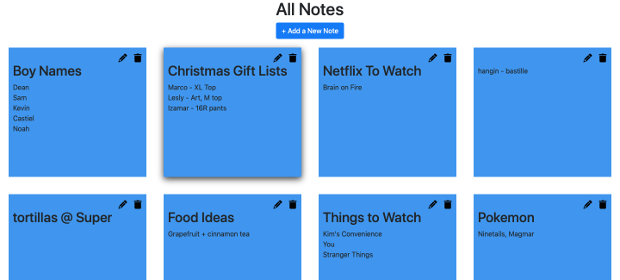 All Notes
+ Add a New Note
Boy Names
Dean
Sam
Kevin
Castiel
Noah
Christmas Gift Lists
Marco - XL Top
Lesly - Art, M top
Izamar - 16R pants
Netflix To Watch
Brain on Fire
hangin - bastille
tortillas @ Super
Food Ideas
Grapefruit + cinnamon tea
Things to Watch
Kim's Convenience
You
Stranger Things
Pokemon
Ninetails, Magmar